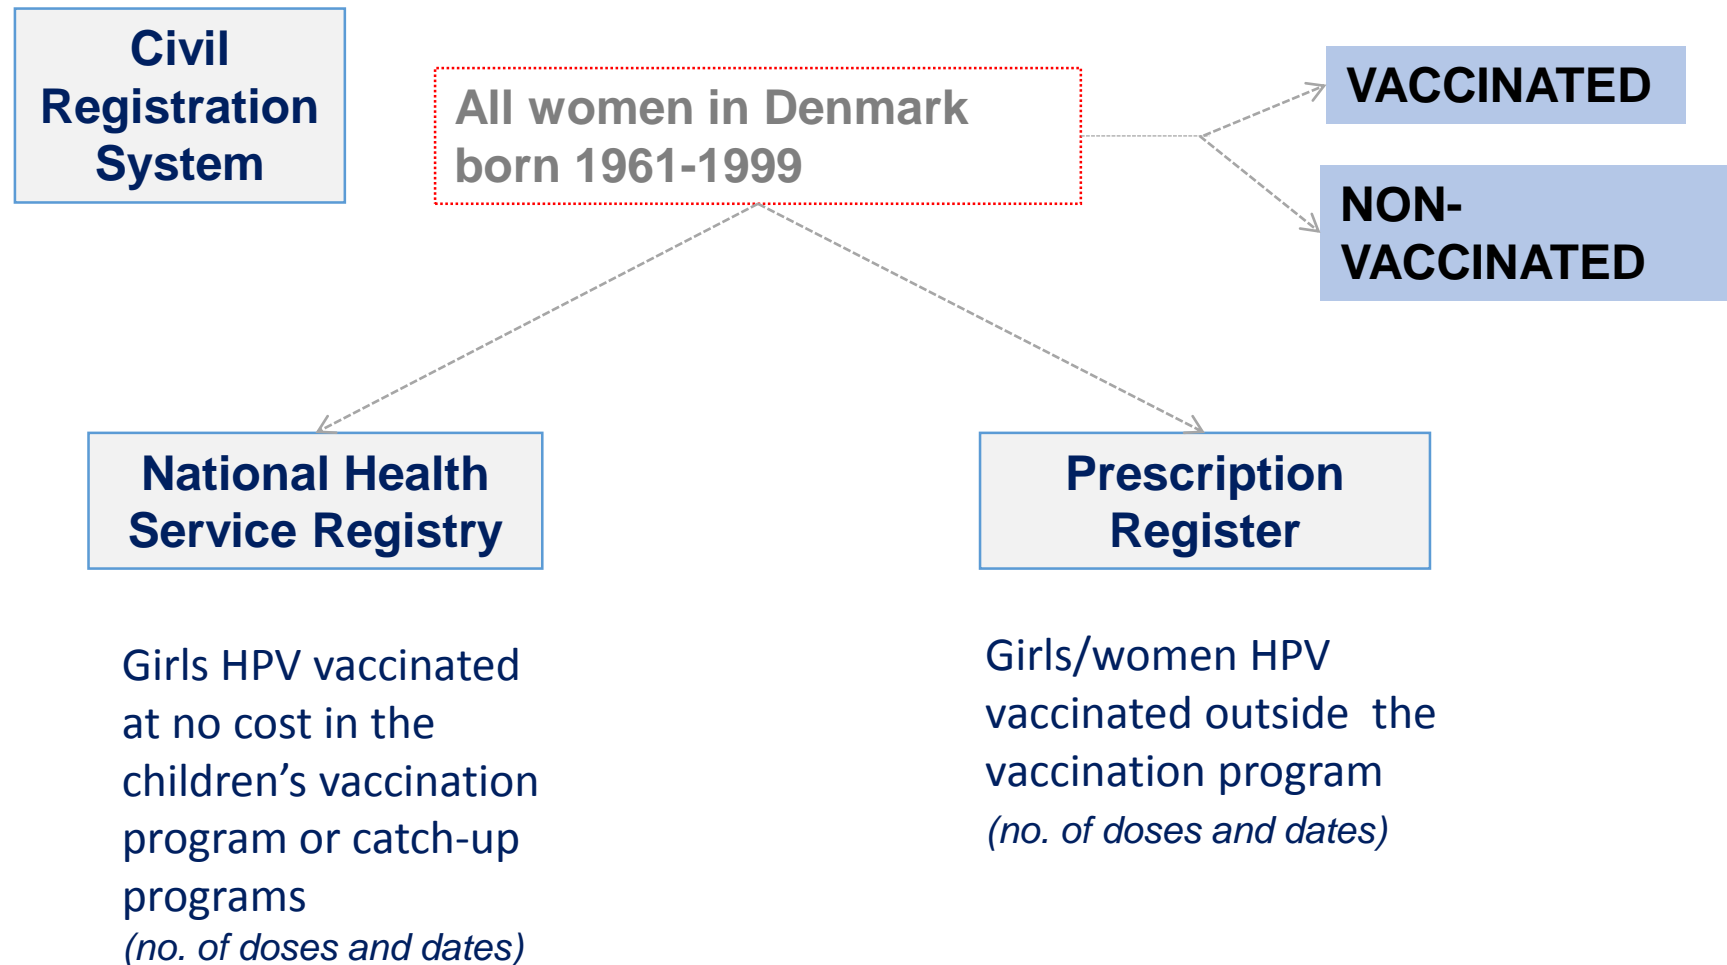 Civil
Registration
System
All women in Denmark
born 1961-1999
VACCINATED
NON-
VACCINATED
National Health
Service Registry
Prescription
Register
Girls HPV vaccinated
at no cost in the
children’s vaccination
program or catch-up
programs
(no. of doses and dates)
Girls/women HPV
vaccinated outside  the
vaccination program
(no. of doses and dates)